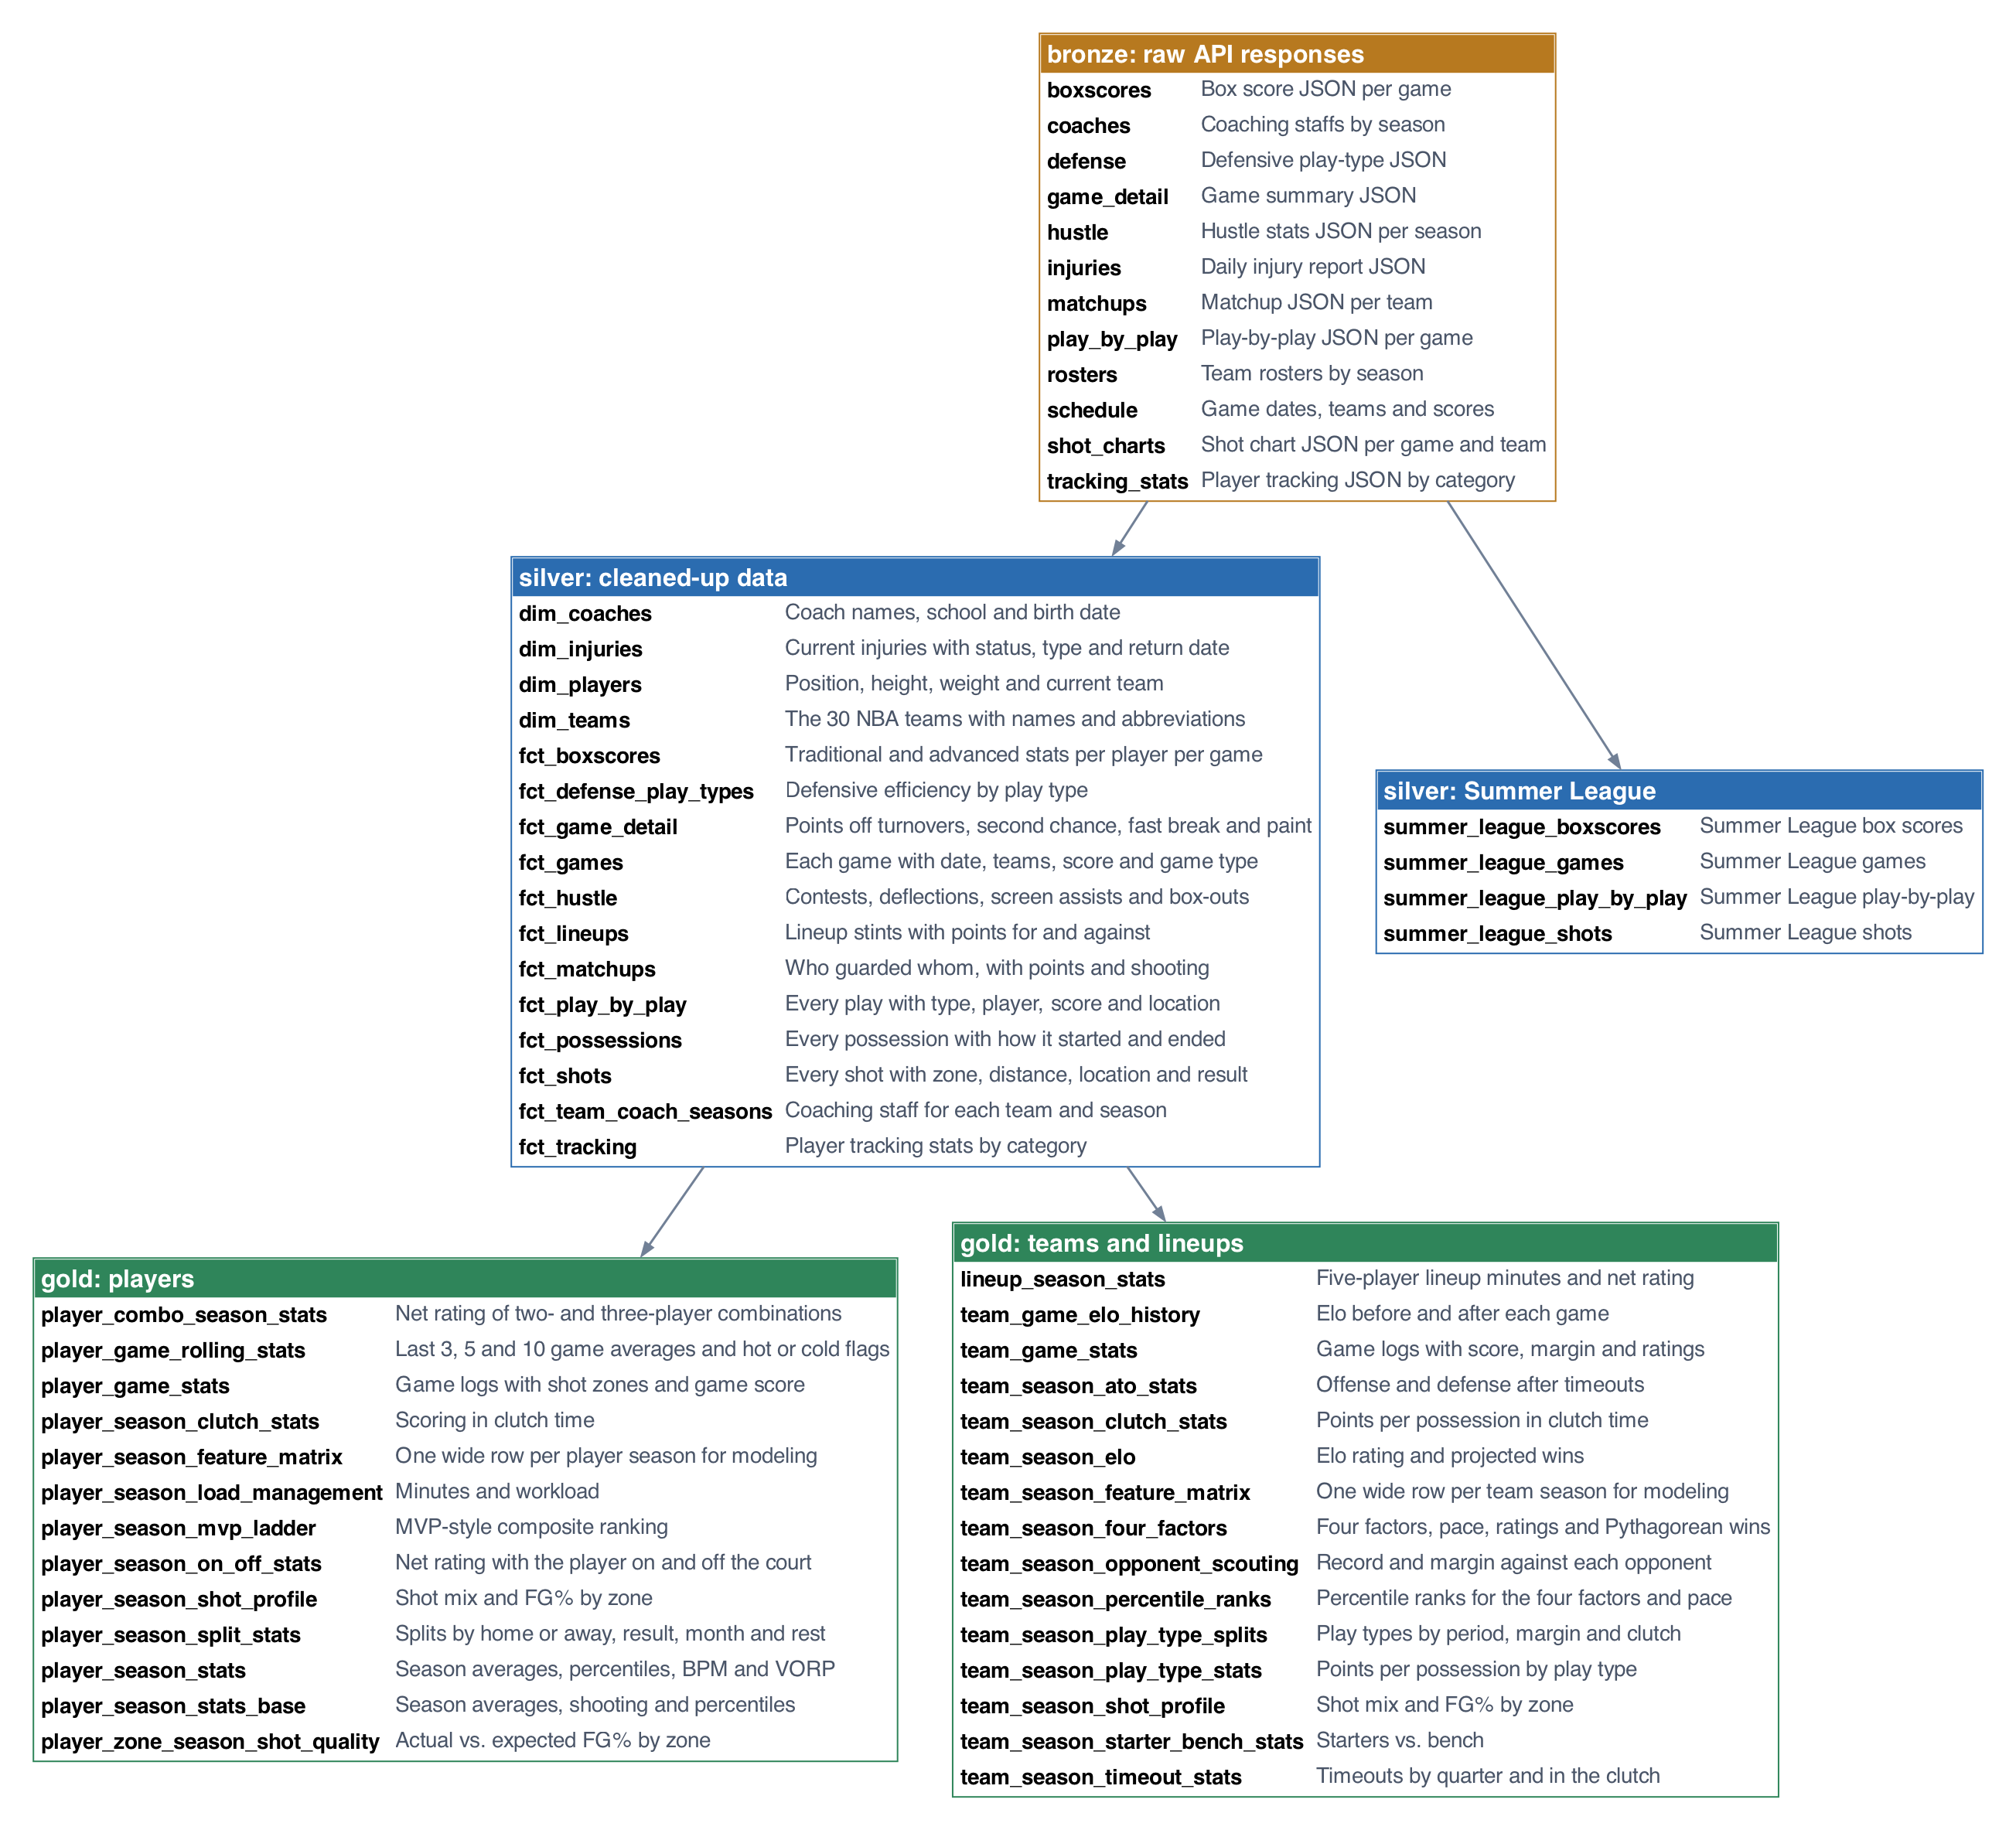 bronze: raw API responses
boxscores Box score JSON per game
coaches Coaching staffs by season
defense Defensive play-type JSON
game_detail Game summary JSON
hustle Hustle stats JSON per season
injuries Daily injury report JSON
matchups Matchup JSON per team
play_by_play Play-by-play JSON per game
rosters Team rosters by season
schedule Game dates, teams and scores
shot_charts Shot chart JSON per game and team
tracking_stats Player tracking JSON by category
silver: cleaned-up data
dim_coaches Coach names, school and birth date
dim_injuries Current injuries with status, type and return date
dim_players Position, height, weight and current team
dim_teams The 30 NBA teams with names and abbreviations
fct_boxscores Traditional and advanced stats per player per game
fct_defense_play_types Defensive efficiency by play type
fct_game_detail Points off turnovers, second chance, fast break and paint
fct_games Each game with date, teams, score and game type
fct_hustle Contests, deflections, screen assists and box-outs
fct_lineups Lineup stints with points for and against
fct_matchups Who guarded whom, with points and shooting
fct_play_by_play Every play with type, player, score and location
fct_possessions Every possession with how it started and ended
fct_shots Every shot with zone, distance, location and result
fct_team_coach_seasons Coaching staff for each team and season
fct_tracking Player tracking stats by category
silver: Summer League
summer_league_boxscores Summer League box scores
summer_league_games Summer League games
summer_league_play_by_play Summer League play-by-play
summer_league_shots Summer League shots
gold: players
player_combo_season_stats Net rating of two- and three-player combinations
player_game_rolling_stats Last 3, 5 and 10 game averages and hot or cold flags
player_game_stats Game logs with shot zones and game score
player_season_clutch_stats Scoring in clutch time
player_season_feature_matrix One wide row per player season for modeling
player_season_load_management Minutes and workload
player_season_mvp_ladder MVP-style composite ranking
player_season_on_off_stats Net rating with the player on and off the court
player_season_shot_profile Shot mix and FG% by zone
player_season_split_stats Splits by home or away, result, month and rest
player_season_stats Season averages, percentiles, BPM and VORP
player_season_stats_base Season averages, shooting and percentiles
player_zone_season_shot_quality Actual vs. expected FG% by zone
gold: teams and lineups
lineup_season_stats Five-player lineup minutes and net rating
team_game_elo_history Elo before and after each game
team_game_stats Game logs with score, margin and ratings
team_season_ato_stats Offense and defense after timeouts
team_season_clutch_stats Points per possession in clutch time
team_season_elo Elo rating and projected wins
team_season_feature_matrix One wide row per team season for modeling
team_season_four_factors Four factors, pace, ratings and Pythagorean wins
team_season_opponent_scouting Record and margin against each opponent
team_season_percentile_ranks Percentile ranks for the four factors and pace
team_season_play_type_splits Play types by period, margin and clutch
team_season_play_type_stats Points per possession by play type
team_season_shot_profile Shot mix and FG% by zone
team_season_starter_bench_stats Starters vs. bench
team_season_timeout_stats Timeouts by quarter and in the clutch